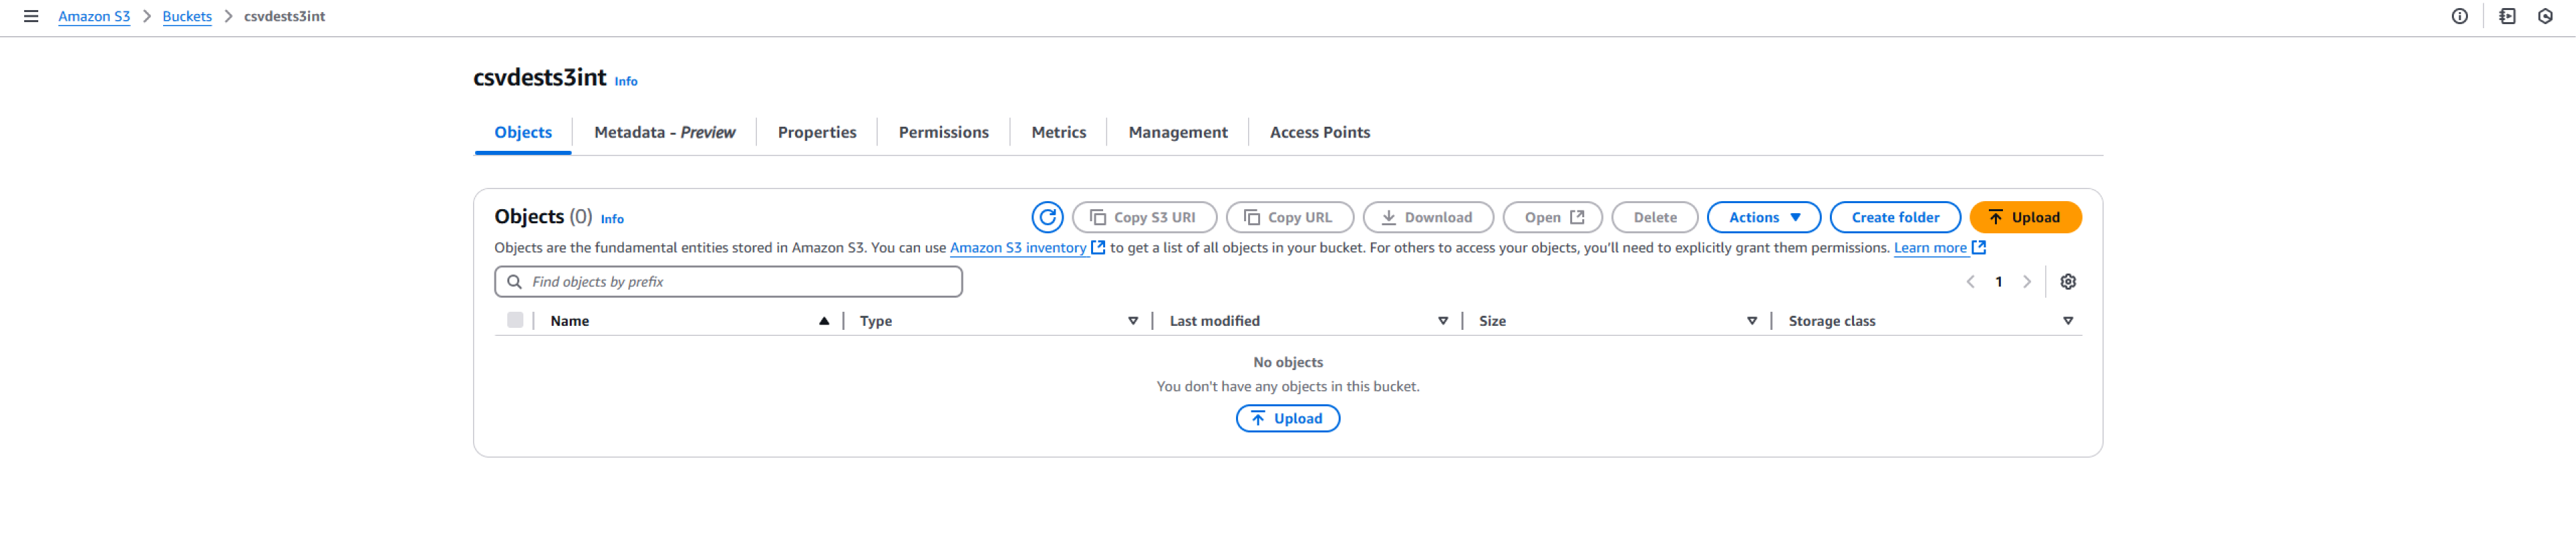 Amazon S3 > Buckets > csvdests3int
csvdests3int Info
Objects Metadata - Preview Properties Permissions Metrics Management Access Points
Objects (0) Info Copy S3 URI Copy URL Download Open Delete Actions Create folder Upload
Objects are the fundamental entities stored in Amazon S3. You can use Amazon S3 inventory to get a list of all objects in your bucket. For others to access your objects, you'll need to explicitly grant them permissions. Learn more
Find objects by prefix 1
Name Type Last modified Size Storage class
No objects
You don't have any objects in this bucket.
Upload